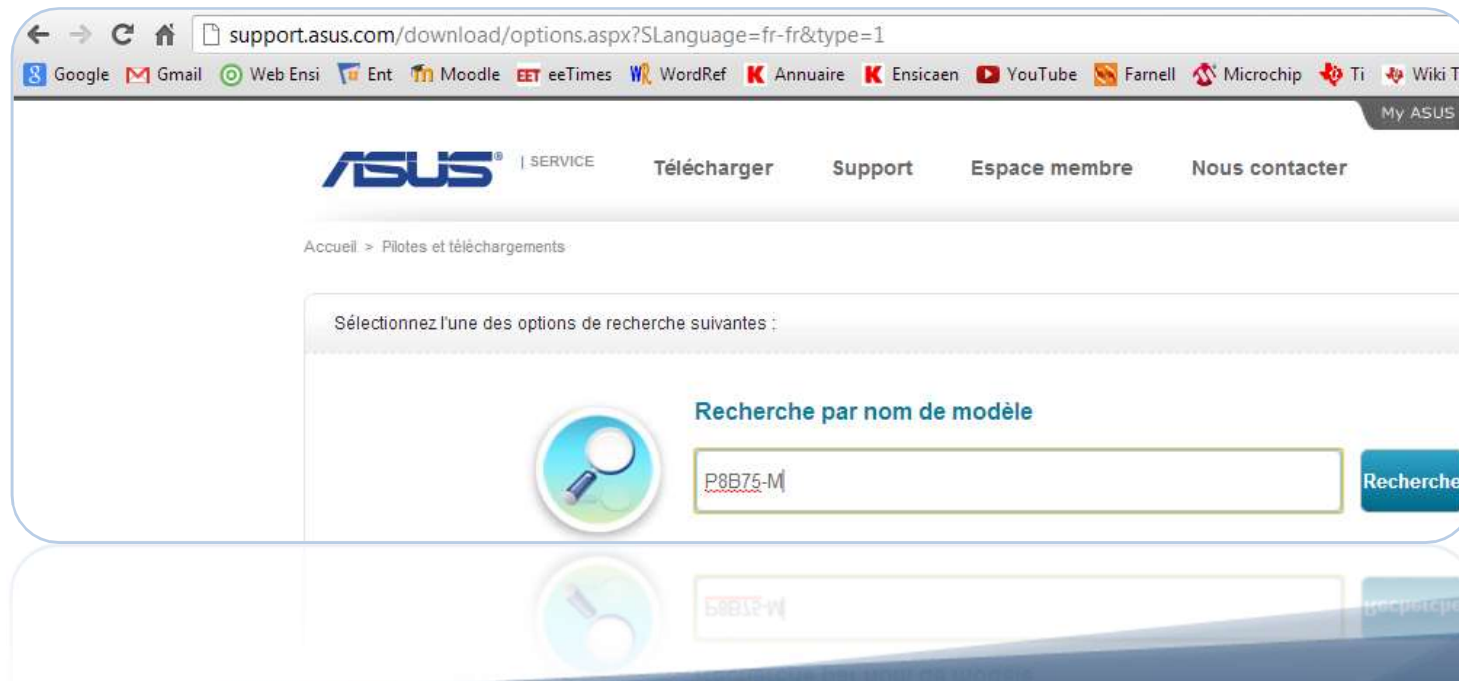 support.asus.com/download/options.aspx?SLanguage=fr-fr&type=1
Google Gmail Web Ensi Ent Moodle EET eeTimes WordRef Annuaire Ensicaen YouTube Farnell Microchip Ti Wiki T
My ASUS
ASUS | SERVICE Télécharger Support Espace membre Nous contacter
Accueil > Pilotes et téléchargements
Sélectionnez l'une des options de recherche suivantes :
Recherche par nom de modèle
P8B75-M
Recherche